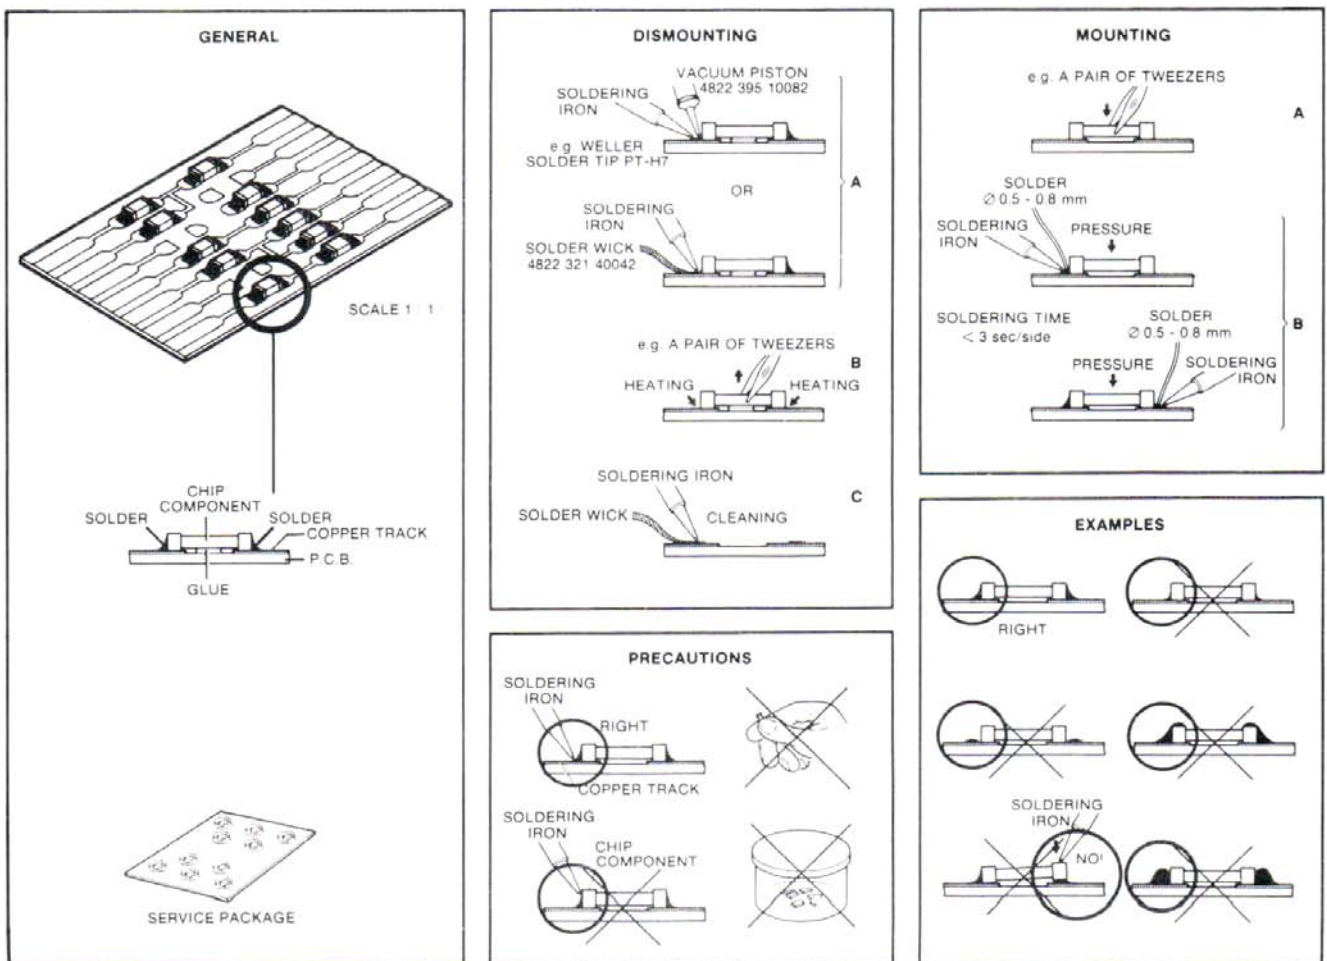 GENERAL
SCALE 1 : 1
CHIP
COMPONENT
SOLDER
SOLDER
COPPER TRACK
P.C.B.
GLUE
SERVICE PACKAGE
DISMOUNTING
VACUUM PISTON
4822 395 10082
SOLDERING
IRON
e.g. WELLER
SOLDER TIP PT-H7
A
OR
SOLDERING
IRON
SOLDER WICK
4822 321 40042
e.g. A PAIR OF TWEEZERS
B
HEATING
HEATING
SOLDERING IRON
C
SOLDER WICK
CLEANING
PRECAUTIONS
SOLDERING
IRON
RIGHT
COPPER TRACK
SOLDERING
IRON
CHIP
COMPONENT
MOUNTING
e.g. A PAIR OF TWEEZERS
A
SOLDER
Ø 0.5 - 0.8 mm
SOLDERING
IRON
PRESSURE
SOLDERING TIME
< 3 sec/side
SOLDER
Ø 0.5 - 0.8 mm
B
PRESSURE
SOLDERING
IRON
EXAMPLES
RIGHT
SOLDERING
IRON
NO!